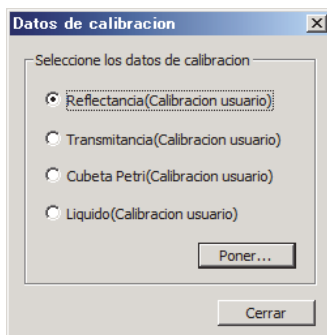 Datos de calibracion
Seleccione los datos de calibracion
Reflectancia(Calibracion usuario)
Transmitancia(Calibracion usuario)
Cubeta Petri(Calibracion usuario)
Liquido(Calibracion usuario)
Poner...
Cerrar